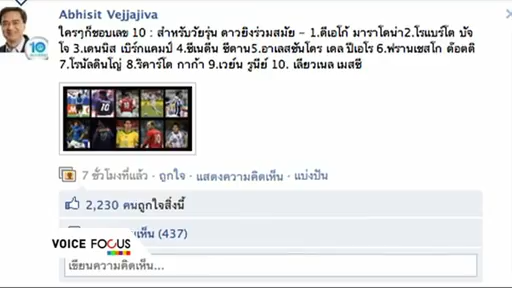 Abhisit Vejjajiva
ใครๆก็ชอบเลข 10 : สำหรับวัยรุ่น ดาวยิงร่วมสมัย - 1.ดีเอโก้ มาราโดน่า2.โรแบร์โต บัจ
โจ 3.เดนนิส เบิร์กแคมป์ 4.ซีเนดีน ซีดาน5.อาเลสซันโดร เดล ปิเอโร 6.ฟรานเชสโก ต๊อตติ
7.โรนัลดินโญ่ 8.ริคาร์โด กาก้า 9.เวย์น รูนีย์ 10. เลียวเนล เมสซี
10
7 ชั่วโมงที่แล้ว · ถูกใจ · แสดงความคิดเห็น · แบ่งปัน
2,230 คนถูกใจสิ่งนี้
VOICE FOCUS
เห็น (437)
เขียนความคิดเห็น...